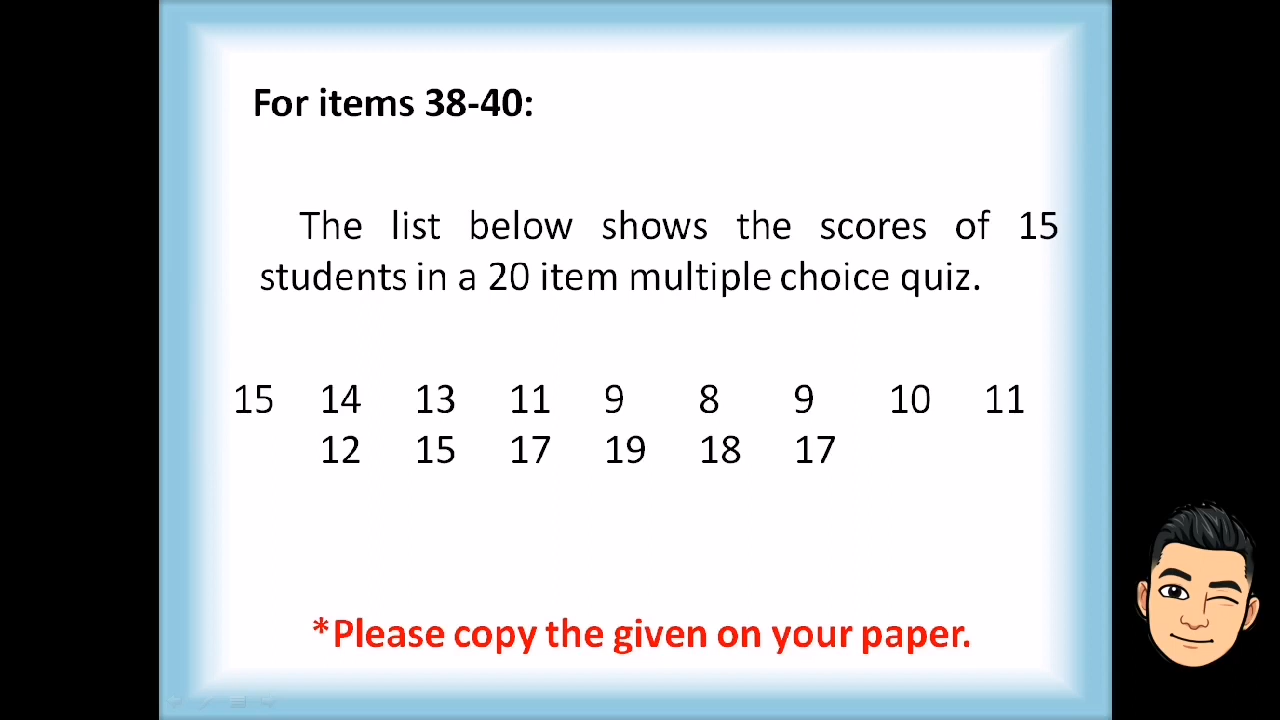 For items 38-40:
The list below shows the scores of 15
students in a 20 item multiple choice quiz.
15 14 13 11 9 8 9 10 11
12 15 17 19 18 17
*Please copy the given on your paper.